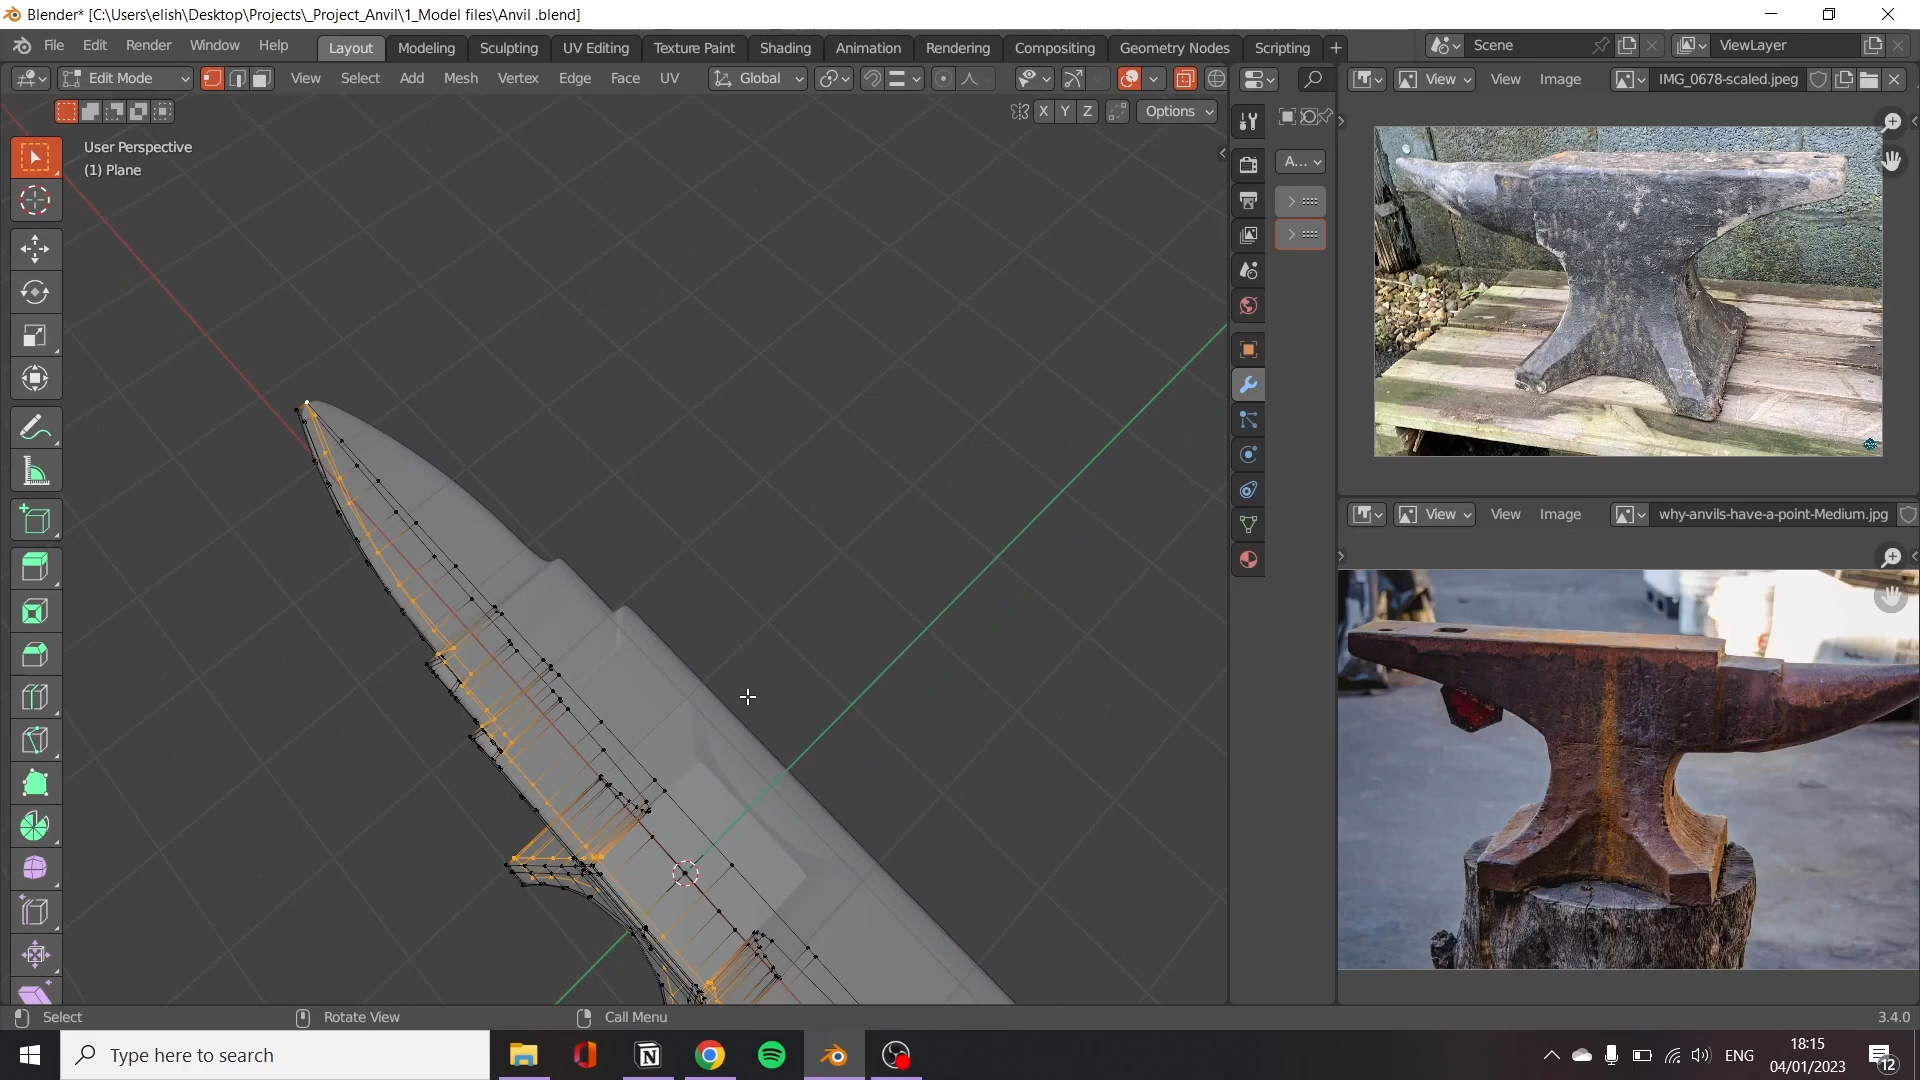 Blender* [C:\Users\elish\Desktop\Projects\_Project_Anvil\1_Model files\Anvil .blend]
File Edit Render Window Help
Layout Modeling Sculpting UV Editing Texture Paint Shading Animation Rendering Compositing Geometry Nodes Scripting +
Scene
ViewLayer
Edit Mode
View Select Add Mesh Vertex Edge Face UV
Global
X Y Z
Options
User Perspective
(1) Plane
A...
View View Image IMG_0678-scaled.jpeg
View View Image why-anvils-have-a-point-Medium.jpg
Select
Rotate View
Call Menu
3.4.0
Type here to search
ENG
18:15
04/01/2023
12